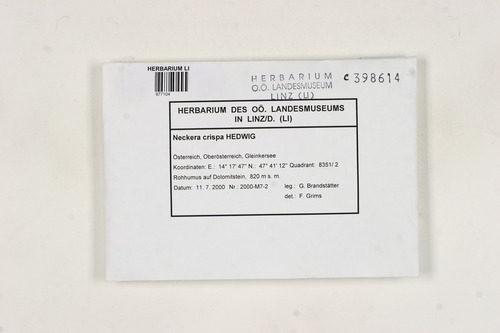 HERBARIUM LI
677104
HERBARIUM
O.Ö. LANDESMUSEUM
LINZ (LI)
c 398614
HERBARIUM DES OÖ. LANDESMUSEUMS
IN LINZ/D. (LI)
Neckera crispa HEDWIG
Österreich, Oberösterreich, Gleinkersee
Koordinaten: E.: 14° 17' 47" N.: 47° 41' 12" Quadrant: 8351/ 2
Rohhumus auf Dolomitstein, 820 m s. m.
Datum: 11. 7. 2000 Nr.: 2000-M7-2 leg.: G. Brandstätter
det.: F. Grims